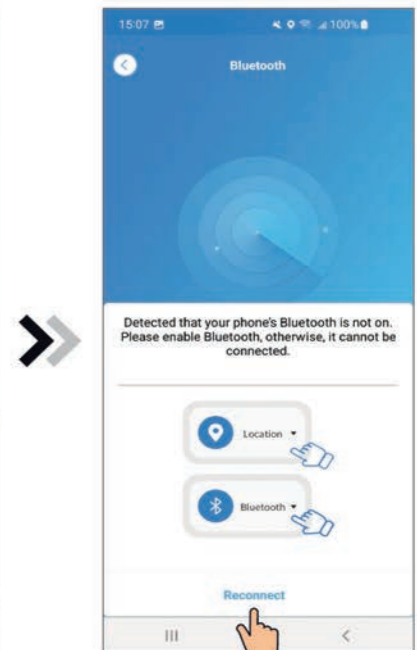 15:07 100%
Bluetooth
Detected that your phone's Bluetooth is not on.
Please enable Bluetooth, otherwise, it cannot be
connected.
Location
Bluetooth
Reconnect